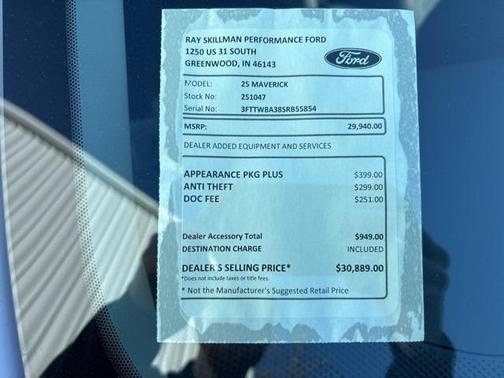 RAY SKILLMAN PERFORMANCE FORD
1250 US 31 SOUTH
GREENWOOD, IN 46143
Ford
MODEL: 25 MAVERICK
Stock No: 251047
Serial No: 3FTTW8A38SRB55854
MSRP: 29,940.00
DEALER ADDED EQUIPMENT AND SERVICES
APPEARANCE PKG PLUS $399.00
ANTI THEFT $299.00
DOC FEE $251.00
Dealer Accessory Total $949.00
DESTINATION CHARGE INCLUDED
DEALER'S SELLING PRICE* $30,889.00
*Does not include taxes or title fees.
* Not the Manufacturer's Suggested Retail Price